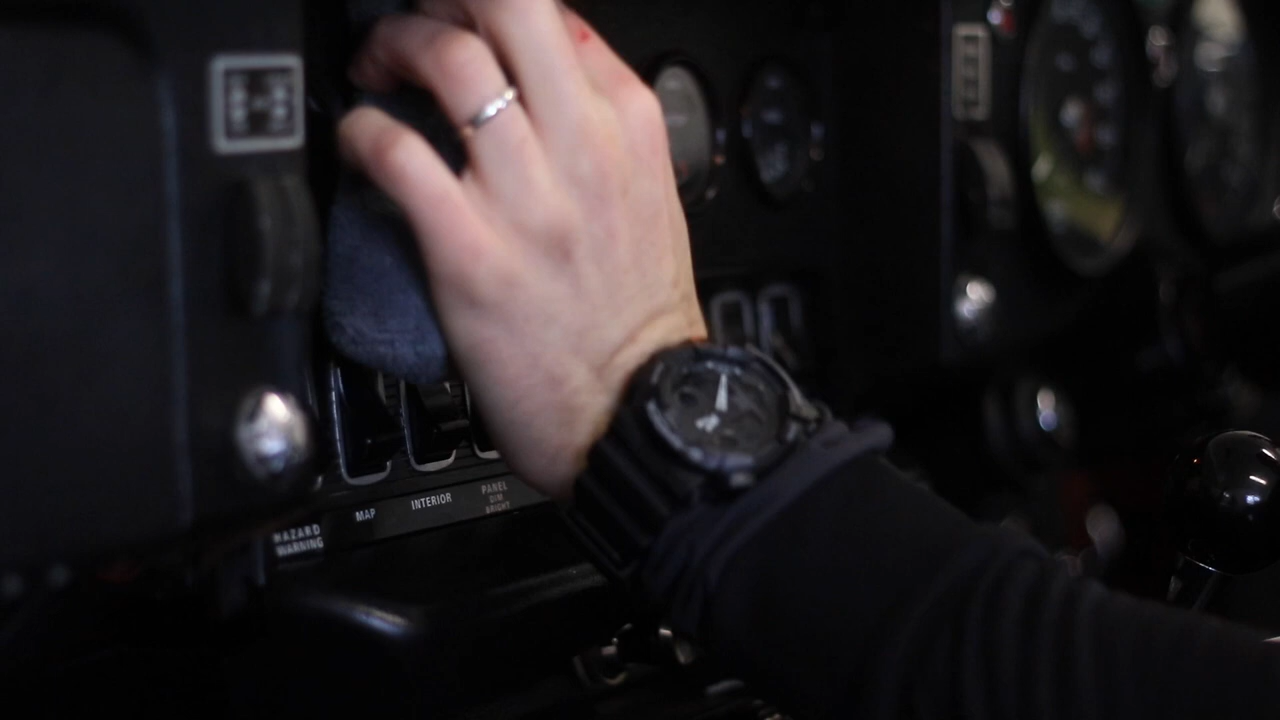 HAZARD
WARNING
MAP
INTERIOR
PANEL
DIM
BRIGHT